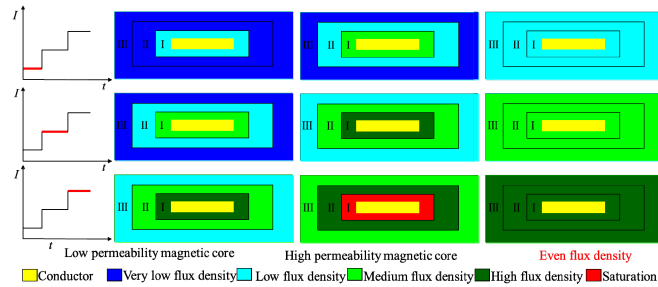 I
III II I
III II I
III II I
t
I
III II I
III II I
III II I
t
I
III II I
III II I
III II I
t
Low permeability magnetic core
High permeability magnetic core
Even flux density
Conductor
Very low flux density
Low flux density
Medium flux density
High flux density
Saturation